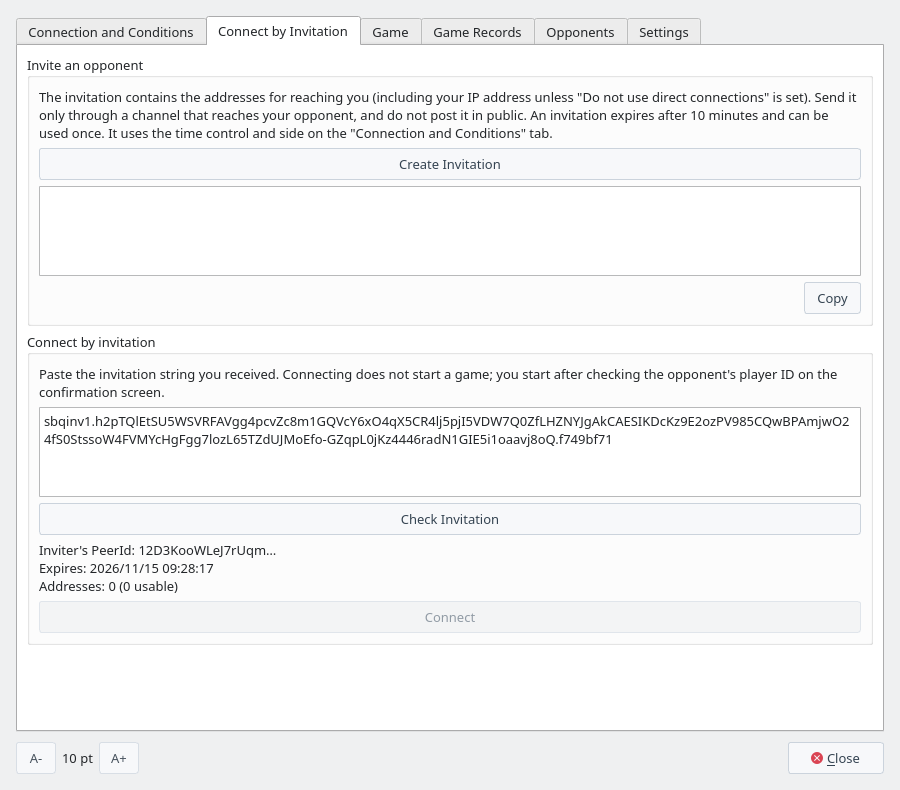 Connection and Conditions
Connect by Invitation
Game
Game Records
Opponents
Settings
Invite an opponent
The invitation contains the addresses for reaching you (including your IP address unless "Do not use direct connections" is set). Send it
only through a channel that reaches your opponent, and do not post it in public. An invitation expires after 10 minutes and can be
used once. It uses the time control and side on the "Connection and Conditions" tab.
Create Invitation
Copy
Connect by invitation
Paste the invitation string you received. Connecting does not start a game; you start after checking the opponent's player ID on the
confirmation screen.
sbqinv1.h2pTQlEtSU5WSVRFAVgg4pcvZc8m1GQVcY6xO4qX5CR4lj5pjI5VDW7Q0ZfLHZNYJgAkCAESIKDcKz9E2ozPV985CQwBPAmjwO2
4fS0StssoW4FVMYcHgFgg7lozL65TZdUJMoEfo-GZqpL0jKz4446radN1GIE5i1oaavj8oQ.f749bf71
Check Invitation
Inviter's PeerId: 12D3KooWLeJ7rUqm...
Expires: 2026/11/15 09:28:17
Addresses: 0 (0 usable)
Connect
A-
10 pt
A+
Close